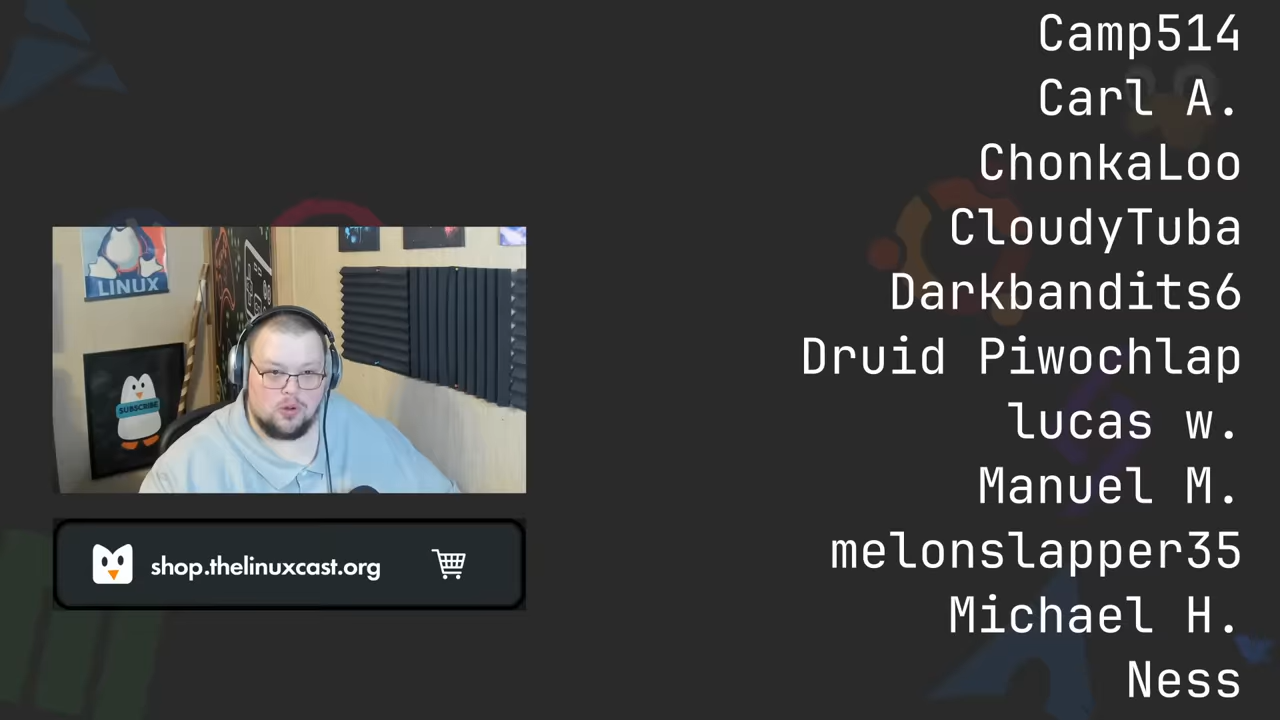 Camp514
Carl A.
ChonkaLoo
CloudyTuba
Darkbandits6
Druid Piwochlap
lucas w.
Manuel M.
melonslapper35
Michael H.
Ness
LINUX
SUBSCRIBE
shop.thelinuxcast.org